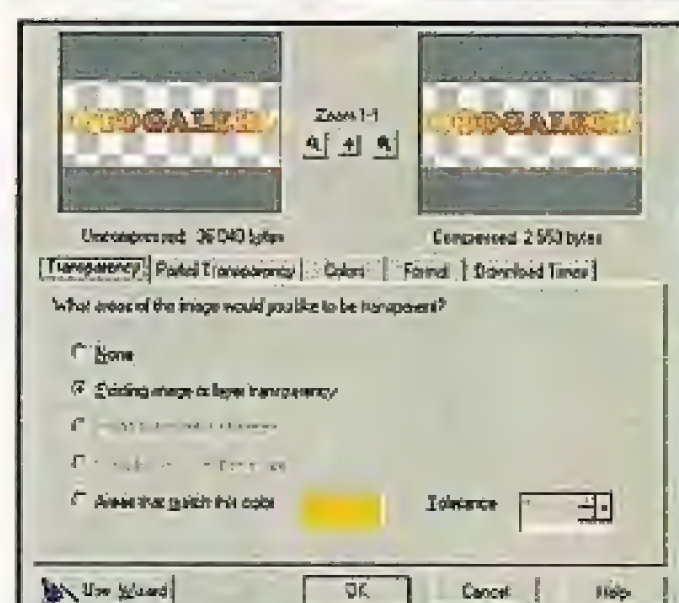 Zoom 1:1
Uncompressed: 36 040 bytes
Compressed: 2 553 bytes
Transparency Partial Transparency Colors Format Download Times
What areas of the image would you like to be transparent?
None
Existing image or layer transparency
Areas that match this color
Tolerance
Use Wizard
OK
Cancel
Help